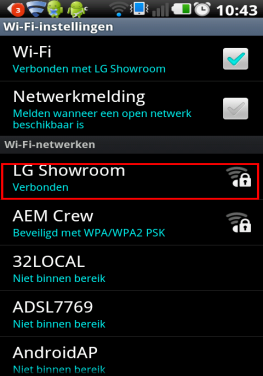 3
10:43
Wi-Fi-instellingen
Wi-Fi
Verbonden met LG Showroom
Netwerkmelding
Melden wanneer een open netwerk
beschikbaar is
Wi-Fi-netwerken
LG Showroom
Verbonden
AEM Crew
Beveiligd met WPA/WPA2 PSK
32LOCAL
Niet binnen bereik
ADSL7769
Niet binnen bereik
AndroidAP
Niet binnen bereik